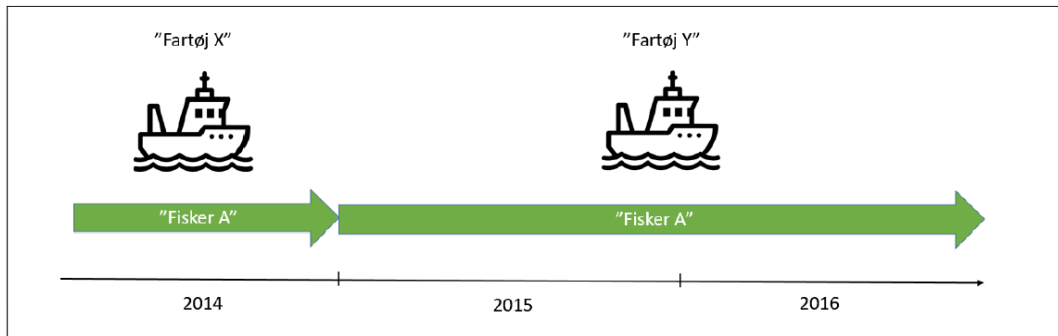 ”Fartøj X” ”Fartøj Y”
”Fisker A” ”Fisker A”
2014 2015 2016